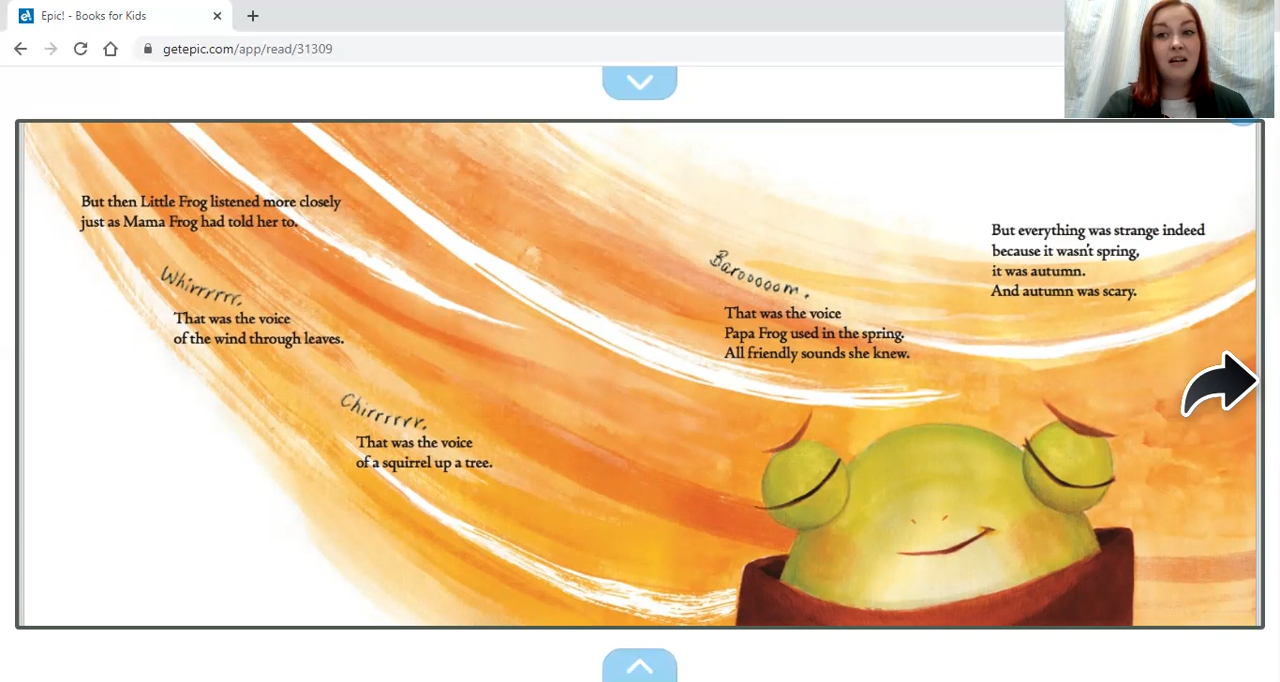 Epic! - Books for Kids
getepic.com/app/read/31309
But then Little Frog listened more closely
just as Mama Frog had told her to.
Whirrrrrr.
That was the voice
of the wind through leaves.
Chirrrrrr.
That was the voice
of a squirrel up a tree.
Barooooom.
That was the voice
Papa Frog used in the spring.
All friendly sounds she knew.
But everything was strange indeed
because it wasn't spring,
it was autumn.
And autumn was scary.